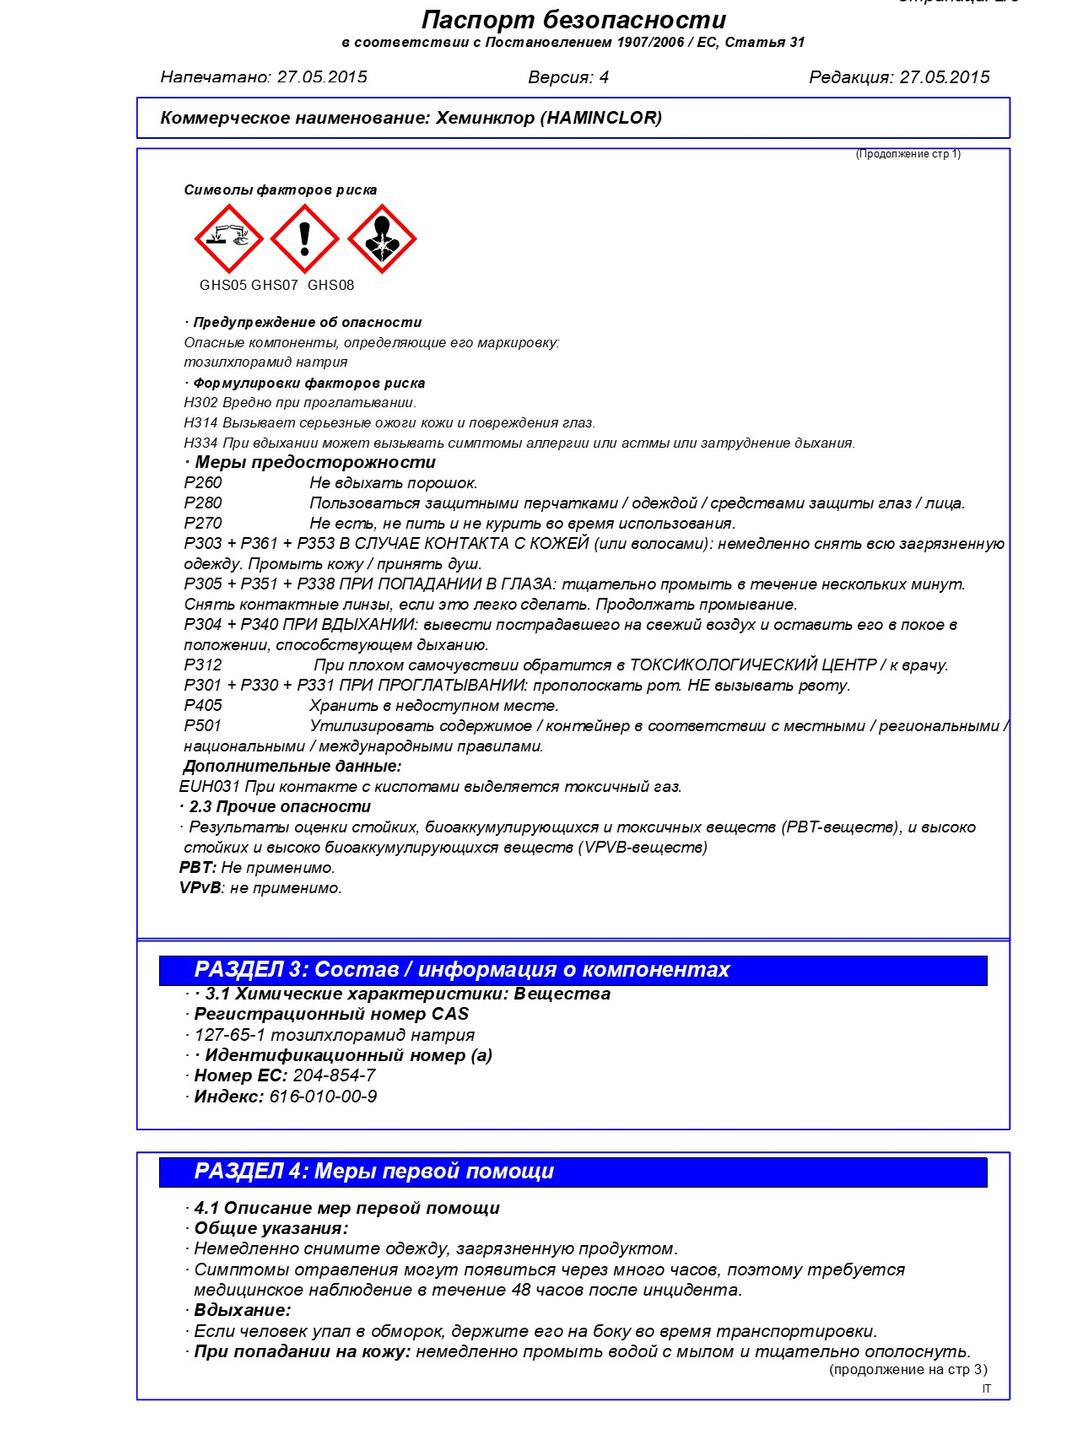 Паспорт безопасности
в соответствии с Постановлением 1907/2006 / ЕС, Статья 31
Напечатано: 27.05.2015 Версия: 4 Редакция: 27.05.2015
Коммерческое наименование: Хеминклор (HAMINCLOR)
(Продолжение стр 1)
Символы факторов риска
GHS05 GHS07 GHS08
· Предупреждение об опасности
Опасные компоненты, определяющие его маркировку:
тозилхлорамид натрия
· Формулировки факторов риска
H302 Вредно при проглатывании.
H314 Вызывает серьезные ожоги кожи и повреждения глаз.
H334 При вдыхании может вызывать симптомы аллергии или астмы или затруднение дыхания.
· Меры предосторожности
P260 Не вдыхать порошок.
P280 Пользоваться защитными перчатками / одеждой / средствами защиты глаз / лица.
P270 Не есть, не пить и не курить во время использования.
P303 + P361 + P353 В СЛУЧАЕ КОНТАКТА С КОЖЕЙ (или волосами): немедленно снять всю загрязненную
одежду. Промыть кожу / принять душ.
P305 + P351 + P338 ПРИ ПОПАДАНИИ В ГЛАЗА: тщательно промыть в течение нескольких минут.
Снять контактные линзы, если это легко сделать. Продолжать промывание.
P304 + P340 ПРИ ВДЫХАНИИ: вывести пострадавшего на свежий воздух и оставить его в покое в
положении, способствующем дыханию.
P312 При плохом самочувствии обратится в ТОКСИКОЛОГИЧЕСКИЙ ЦЕНТР / к врачу.
P301 + P330 + P331 ПРИ ПРОГЛАТЫВАНИИ: прополоскать рот. НЕ вызывать рвоту.
P405 Хранить в недоступном месте.
P501 Утилизировать содержимое / контейнер в соответствии с местными / региональными /
национальными / международными правилами.
Дополнительные данные:
EUH031 При контакте с кислотами выделяется токсичный газ.
· 2.3 Прочие опасности
· Результаты оценки стойких, биоаккумулирующихся и токсичных веществ (PBT-веществ), и высоко
стойких и высоко биоаккумулирующихся веществ (VPVB-веществ)
PBT: Не применимо.
VPvB: не применимо.
РАЗДЕЛ 3: Состав / информация о компонентах
· · 3.1 Химические характеристики: Вещества
· Регистрационный номер CAS
· 127-65-1 тозилхлорамид натрия
· · Идентификационный номер (а)
· Номер ЕС: 204-854-7
· Индекс: 616-010-00-9
РАЗДЕЛ 4: Меры первой помощи
· 4.1 Описание мер первой помощи
· Общие указания:
· Немедленно снимите одежду, загрязненную продуктом.
· Симптомы отравления могут появиться через много часов, поэтому требуется
медицинское наблюдение в течение 48 часов после инцидента.
· Вдыхание:
· Если человек упал в обморок, держите его на боку во время транспортировки.
· При попадании на кожу: немедленно промыть водой с мылом и тщательно ополоснуть.
(продолжение на стр 3)
IT